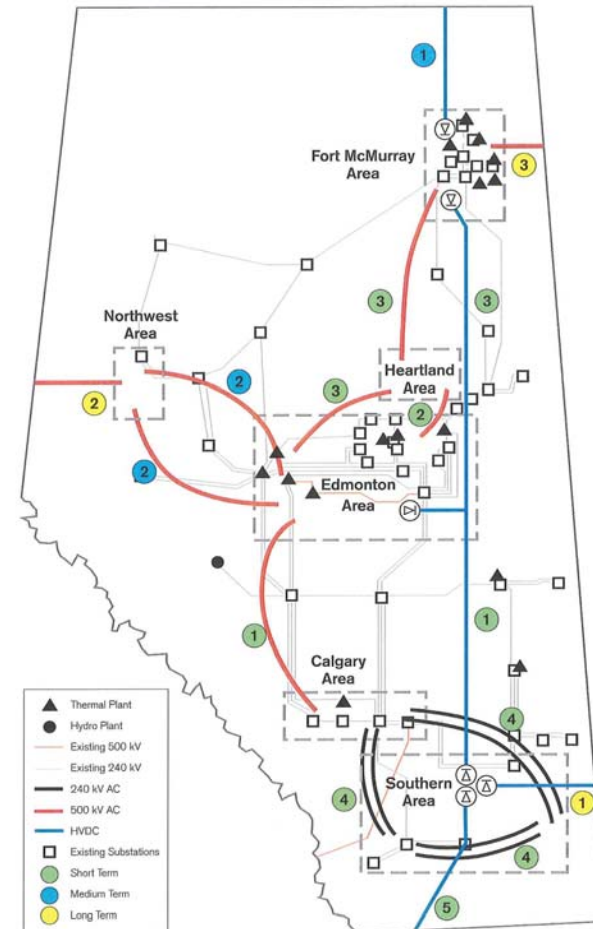 1
Fort McMurray
Area
3
3
3
Northwest
Area
2
Heartland
Area
2
3
2
2
Edmonton
Area
1
1
Calgary
Area
4
Southern
Area
4
1
4
5
Thermal Plant
Hydro Plant
Existing 500 kV
Existing 240 kV
240 kV AC
500 kV AC
HVDC
Existing Substations
Short Term
Medium Term
Long Term